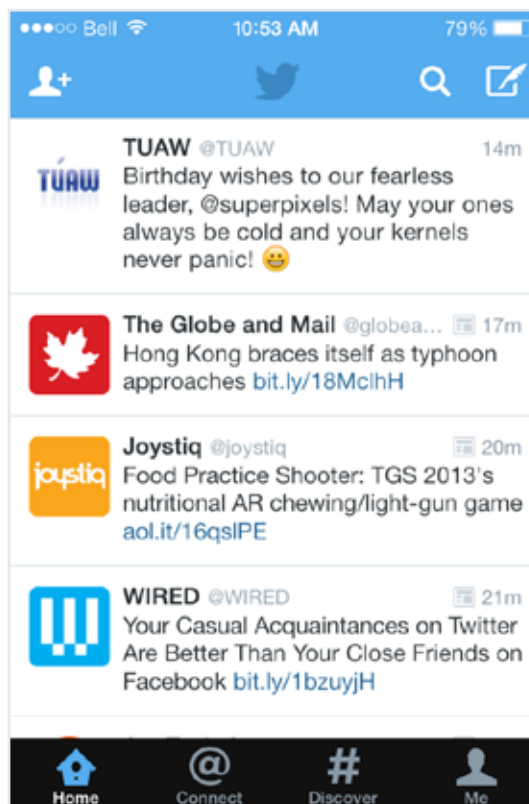 Bell 10:53 AM 79%
TUAW @TUAW 14m
Birthday wishes to our fearless
leader, @superpixels! May your ones
always be cold and your kernels
never panic! 😀
TUAW
The Globe and Mail @globea... 17m
Hong Kong braces itself as typhoon
approaches bit.ly/18MclhH
joystiq
Joystiq @joystiq 20m
Food Practice Shooter: TGS 2013's
nutritional AR chewing/light-gun game
aol.it/16qslPE
WIRED @WIRED 21m
Your Casual Acquaintances on Twitter
Are Better Than Your Close Friends on
Facebook bit.ly/1bzuyjH
Home Connect Discover Me